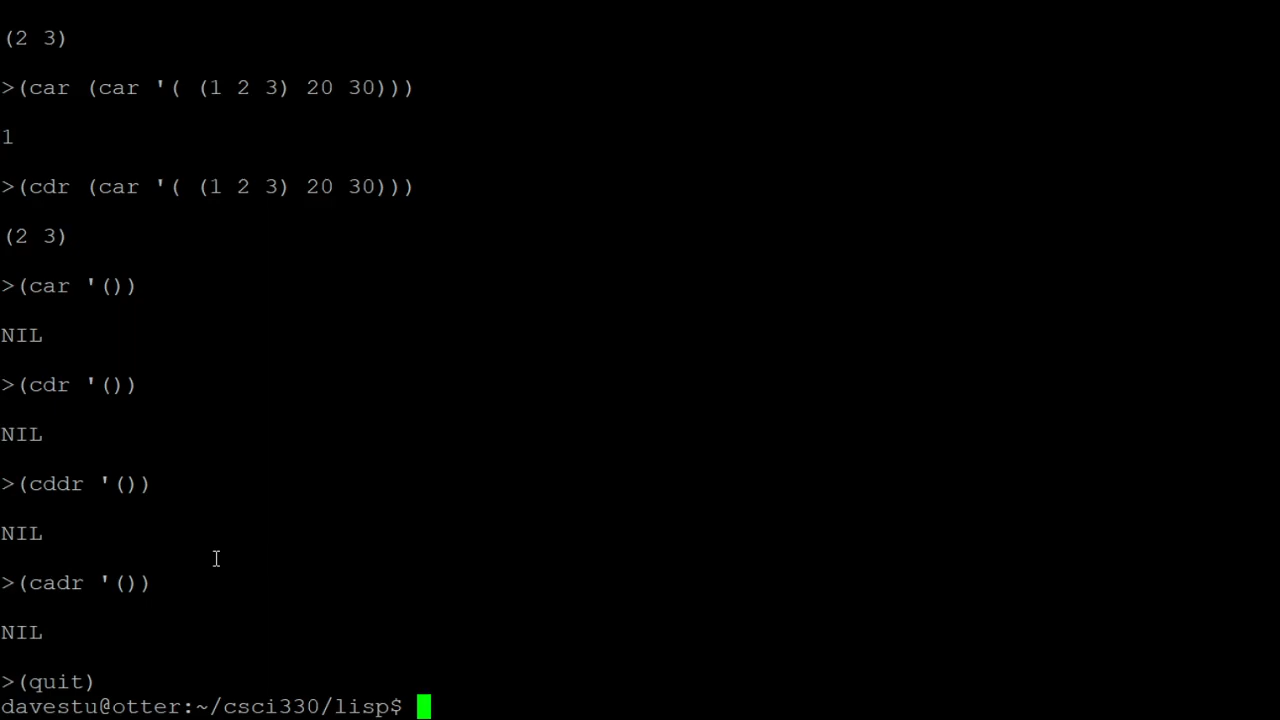 (2 3)
>(car (car '( (1 2 3) 20 30)))
1
>(cdr (car '( (1 2 3) 20 30)))
(2 3)
>(car '())
NIL
>(cdr '())
NIL
>(cddr '())
NIL
>(cadr '())
NIL
>(quit)
davestu@otter:~/csci330/lisp$